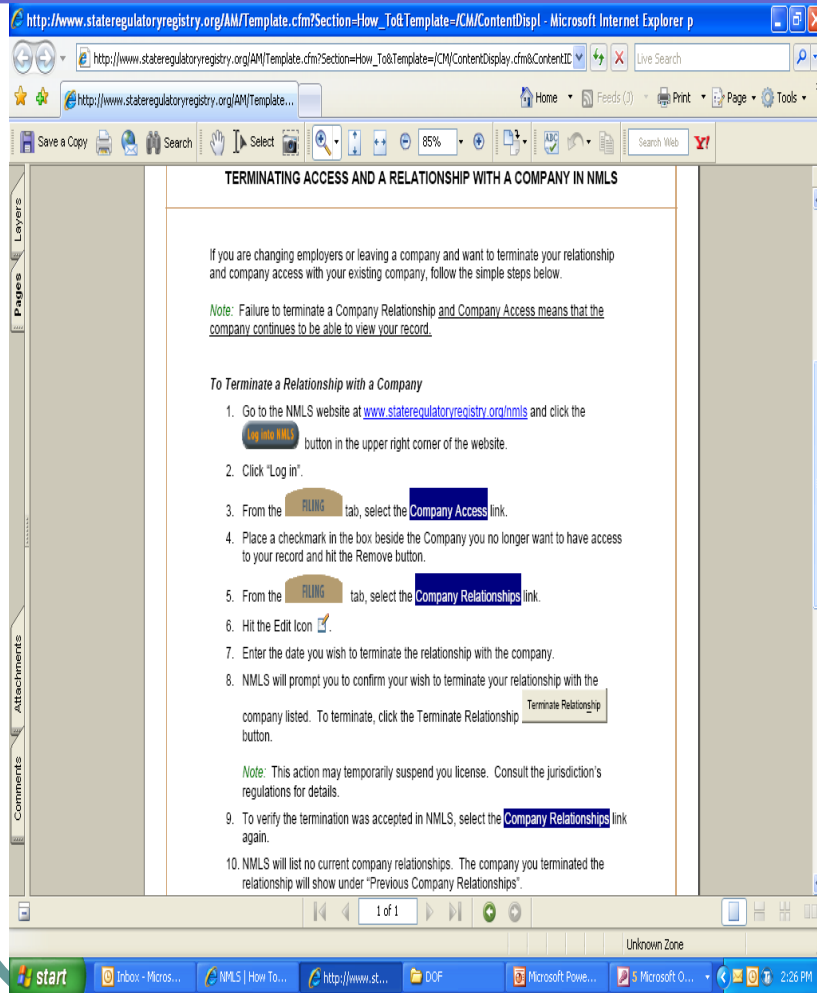 http://www.stateregulatoryregistry.org/AM/Template.cfm?Section=How_To&Template=/CM/ContentDispl - Microsoft Internet Explorer p
http://www.stateregulatoryregistry.org/AM/Template.cfm?Section=How_To&Template=/CM/ContentDisplay.cfm&ContentID
Live Search
http://www.stateregulatoryregistry.org/AM/Template...
Home Feeds (J) Print Page Tools
Save a Copy Search Select 85% Search Web Y!
Layers
Pages
Attachments
Comments
TERMINATING ACCESS AND A RELATIONSHIP WITH A COMPANY IN NMLS
If you are changing employers or leaving a company and want to terminate your relationship
and company access with your existing company, follow the simple steps below.
Note: Failure to terminate a Company Relationship and Company Access means that the
company continues to be able to view your record.
To Terminate a Relationship with a Company
1. Go to the NMLS website at www.stateregulatoryregistry.org/nmls and click the
Log into NMLS button in the upper right corner of the website.
2. Click “Log in”.
3. From the FILING tab, select the Company Access link.
4. Place a checkmark in the box beside the Company you no longer want to have access
to your record and hit the Remove button.
5. From the FILING tab, select the Company Relationships link.
6. Hit the Edit Icon .
7. Enter the date you wish to terminate the relationship with the company.
8. NMLS will prompt you to confirm your wish to terminate your relationship with the
company listed. To terminate, click the Terminate Relationship Terminate Relationship
button.
Note: This action may temporarily suspend you license. Consult the jurisdiction’s
regulations for details.
9. To verify the termination was accepted in NMLS, select the Company Relationships link
again.
10. NMLS will list no current company relationships. The company you terminated the
relationship will show under “Previous Company Relationships”.
1 of 1
Unknown Zone
start Inbox - Micros... NMLS | How To... http://www.st... DOF Microsoft Powe... 5 Microsoft O... 2:26 PM